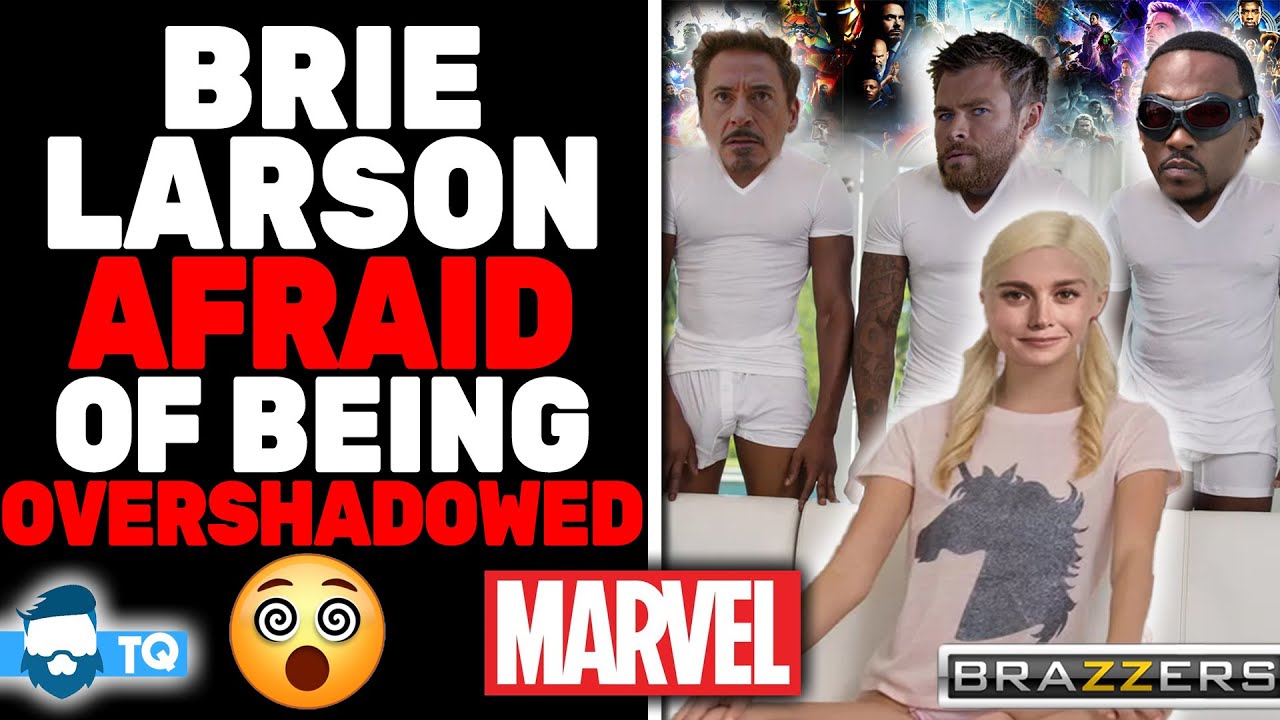 BRIE
LARSON
AFRAID
OF BEING
OVERSHADOWED
TQ
MARVEL
BRAZZERS